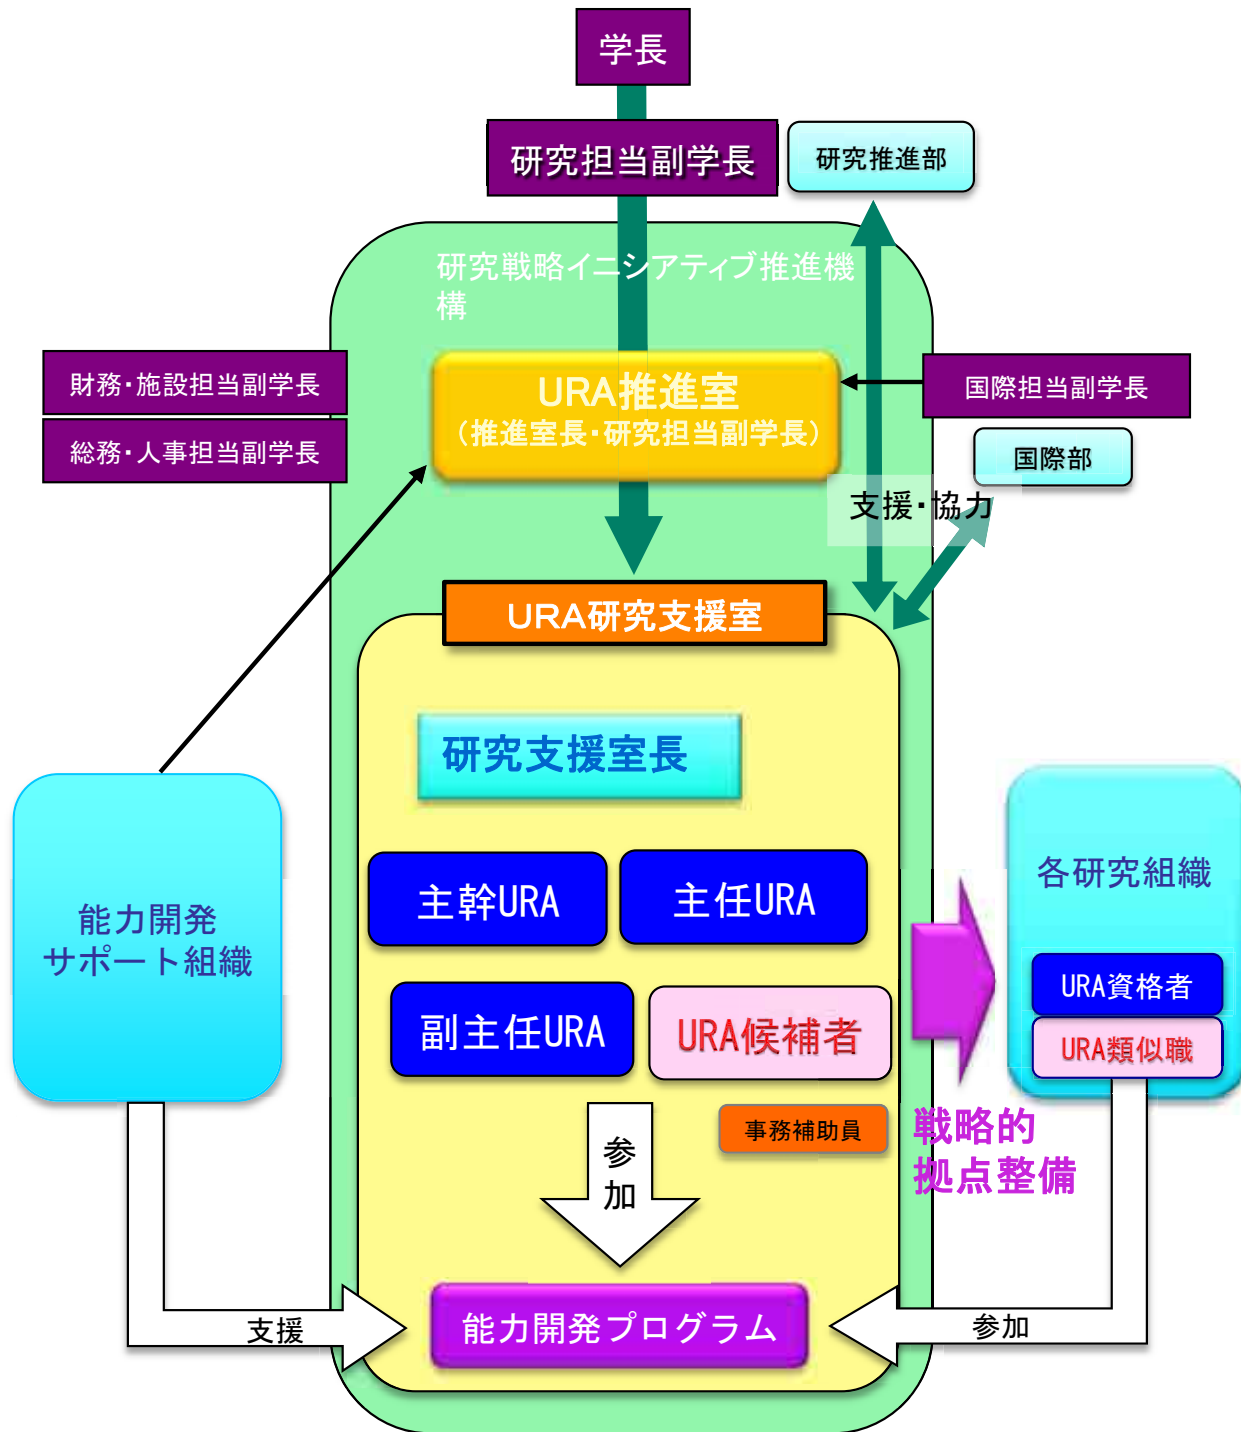 学長
研究担当副学長
研究推進部
研究戦略イニシアティブ推進機
構
財務・施設担当副学長
総務・人事担当副学長
URA推進室
（推進室長・研究担当副学長）
国際担当副学長
国際部
支援・協力
URA研究支援室
研究支援室長
主幹URA
主任URA
副主任URA
URA候補者
事務補助員
能力開発
サポート組織
各研究組織
URA資格者
URA類似職
戦略的
拠点整備
参
加
能力開発プログラム
支援
参加